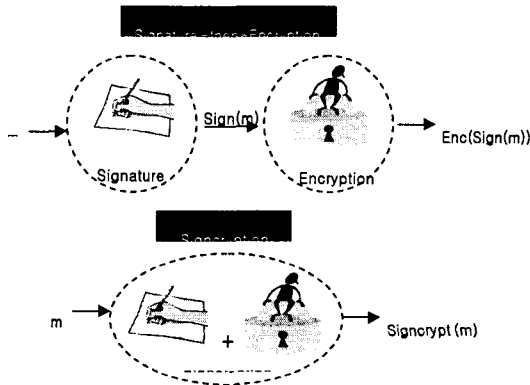 Signature-then-Encryption
Sign(m)
Enc(Sign(m))
Signature
Encryption
Signcryption
m
+
Signcrypt (m)